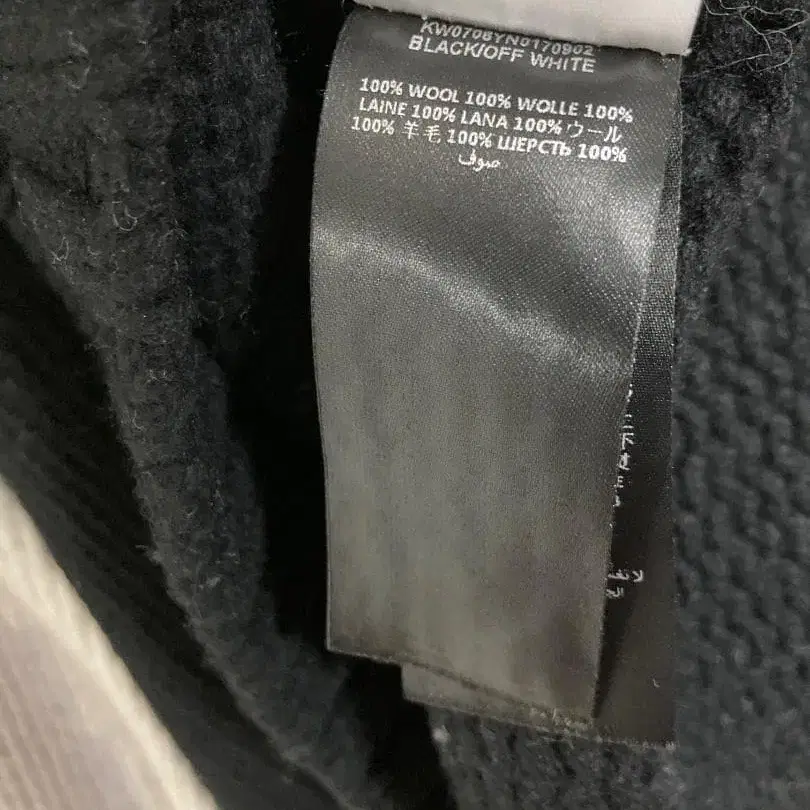 KW0706YN0170902
BLACK/OFF WHITE
100% WOOL 100% WOLLE 100%
LAINE 100% LANA 100% ウール
100% 羊毛 100% ШЕРСТЬ 100%
صوف